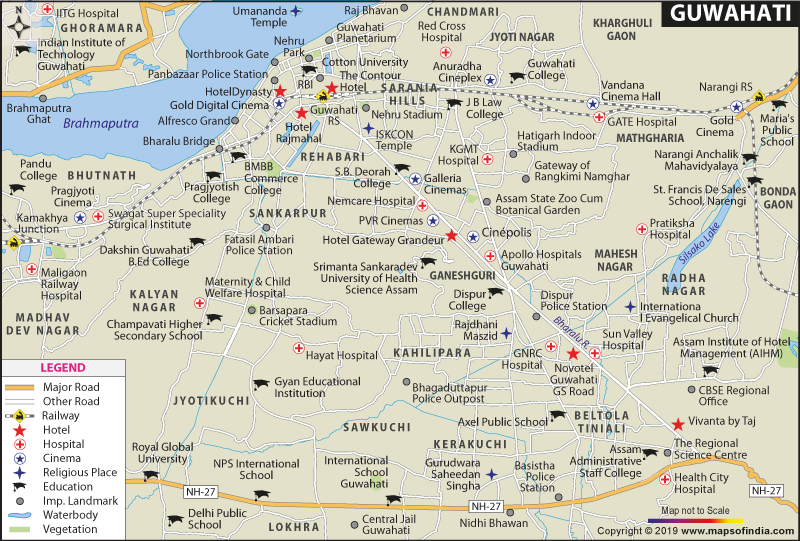 GUWAHATI
IITG Hospital
GHORAMARA
Indian Institute of
Technology
Guwahati
Umananda
Temple
Raj Bhavan
CHANDMARI
Guwahati
Planetarium
Red Cross
Hospital
JYOTI NAGAR
KHARGHULI
GAON
Nehru
Park
Northbrook Gate
Cotton University
Anuradha
Cineplex
Guwahati
College
Panbazaar Police Station
RBI
The Contour
Hotel
HotelDynasty
SARANIA
HILLS
Vandana
Cinema Hall
Narangi RS
Brahmaputra
Ghat
Gold Digital Cinema
Guwahati
RS
J B Law
College
GATE Hospital
Gold
Cinema
Maria's
Public
School
Brahmaputra
Alfresco Grand
Hotel
Rajmahal
Nehru Stadium
ISKCON
Temple
Hatigarh Indoor
Stadium
MATHGHARIA
Bharalu Bridge
KGMT
Hospital
Narangi Anchalik
Mahavidyalaya
REHABARI
Pandu
College
BHUTNATH
BMBB
Commerce
College
S.B. Deorah
College
Galleria
Cinemas
Gateway of
Rangkimi Namghar
St. Francis De Sales
School, Narengi
BONDA
GAON
Pragjyoti
Cinema
Pragjyotish
College
Nemcare Hospital
Assam State Zoo Cum
Botanical Garden
Kamakhya
Junction
Swagat Super Speciality
Surgical Institute
SANKARPUR
PVR Cinemas
Cinépolis
Pratiksha
Hospital
Silsako Lake
Fatasil Ambari
Police Station
Hotel Gateway Grandeur
Dakshin Guwahati
B.Ed College
Apollo Hospitals
Guwahati
MAHESH
NAGAR
Maligaon
Railway
Hospital
Srimanta Sankaradev
University of Health
Science Assam
GANESHGURI
RADHA
NAGAR
KALYAN
NAGAR
Maternity & Child
Welfare Hospital
Dispur
College
Dispur
Police Station
Internationa
l Evangelical Church
MADHAV
DEV NAGAR
Champavati Higher
Secondary School
Barsapara
Cricket Stadium
Rajdhani
Maszid
Bharalu R.
Sun Valley
Hospital
Assam Institute of Hotel
Management (AIHM)
Hayat Hospital
KAHILIPARA
GNRC
Hospital
Novotel
Guwahati
GS Road
LEGEND
Major Road
Other Road
Railway
Hotel
Hospital
Cinema
Religious Place
Education
Imp. Landmark
Waterbody
Vegetation
Gyan Educational
Institution
Bhagaduttapur
Police Outpost
CBSE Regional
Office
JYOTIKUCHI
Axel Public School
BELTOLA
TINIALI
Vivanta by Taj
SAWKUCHI
KERAKUCHI
Royal Global
University
NPS International
School
International
School
Guwahati
Gurudwara
Saheedan
Singha
Basistha
Police
Station
Assam
Administrative
Staff College
The Regional
Science Centre
Health City
Hospital
NH-27
NH-27
NH-27
Delhi Public
School
LOKHRA
Central Jail
Guwahati
Nidhi Bhawan
Map not to Scale
Copyright © 2019 www.mapsofindia.com